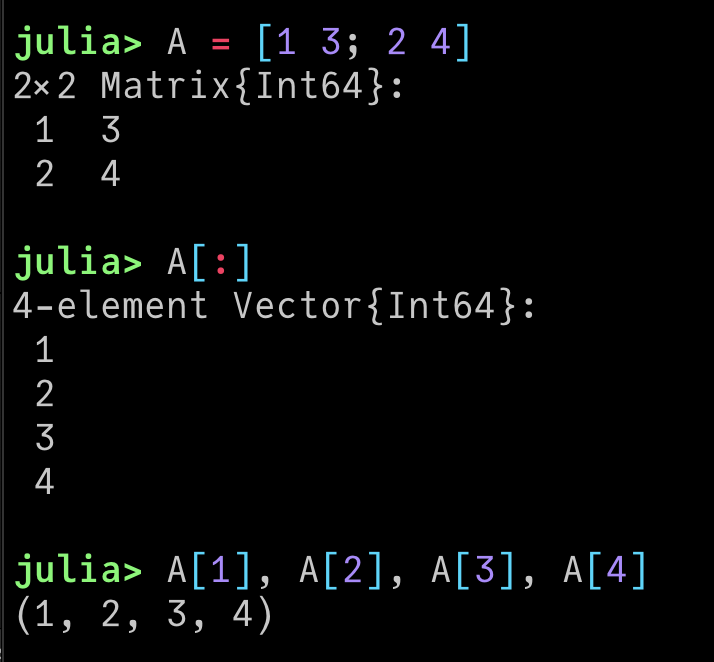 julia> A = [1 3; 2 4]
2×2 Matrix{Int64}:
 1  3
 2  4

julia> A[:]
4-element Vector{Int64}:
 1
 2
 3
 4

julia> A[1], A[2], A[3], A[4]
(1, 2, 3, 4)